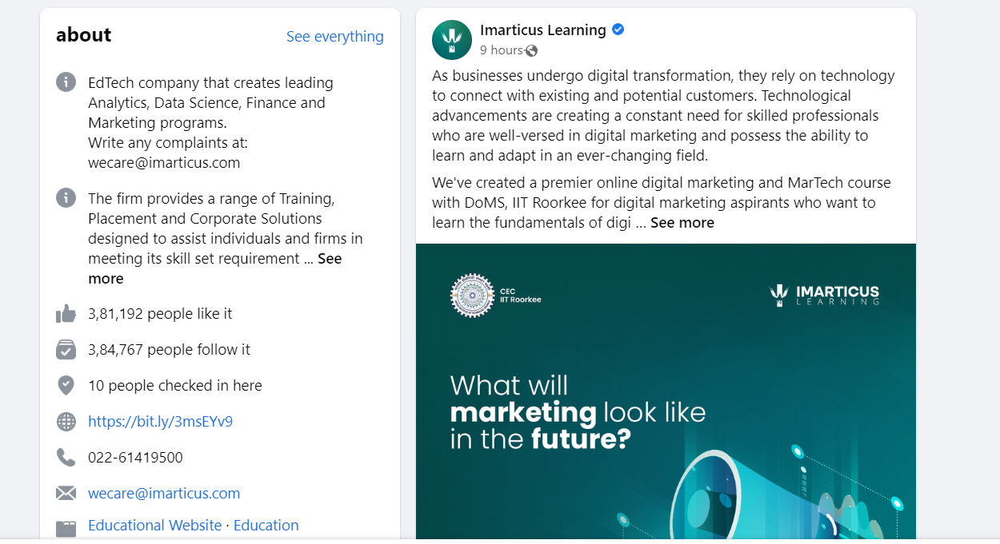 about
See everything
EdTech company that creates leading
Analytics, Data Science, Finance and
Marketing programs.
Write any complaints at:
wecare@imarticus.com
The firm provides a range of Training,
Placement and Corporate Solutions
designed to assist individuals and firms in
meeting its skill set requirement ... See
more
3,81,192 people like it
3,84,767 people follow it
10 people checked in here
https://bit.ly/3msEYv9
022-61419500
wecare@imarticus.com
Educational Website · Education
Imarticus Learning
9 hours·
As businesses undergo digital transformation, they rely on technology
to connect with existing and potential customers. Technological
advancements are creating a constant need for skilled professionals
who are well-versed in digital marketing and possess the ability to
learn and adapt in an ever-changing field.
We've created a premier online digital marketing and MarTech course
with DoMS, IIT Roorkee for digital marketing aspirants who want to
learn the fundamentals of digi ... See more
CEC
IIT Roorkee
IMARTICUS
LEARNING
What will
marketing look like
in the future?